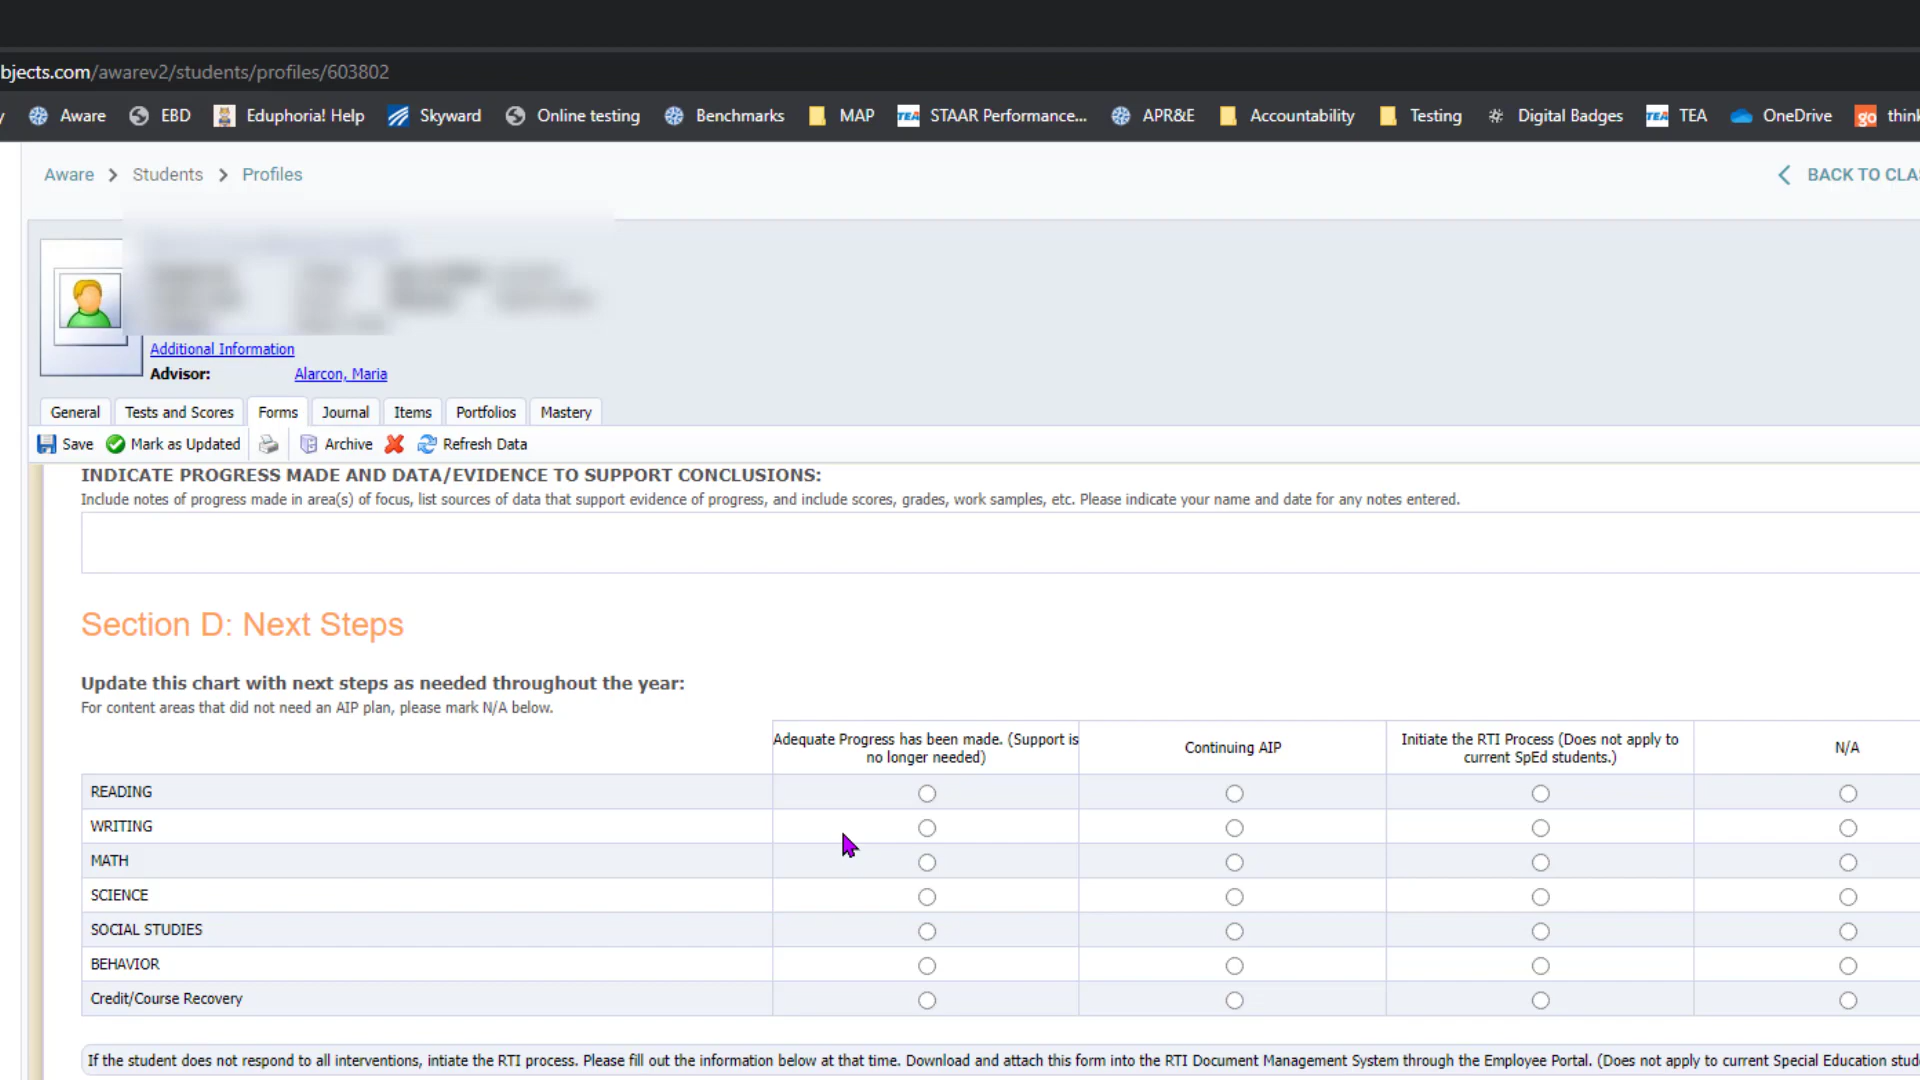 bjects.com/awarev2/students/profiles/603802
y Aware EBD Eduphoria! Help Skyward Online testing Benchmarks MAP TEA STAAR Performance... APR&E Accountability Testing Digital Badges TEA TEA OneDrive go think
Aware > Students > Profiles
BACK TO CLA
Additional Information
Advisor: Alarcon, Maria
General Tests and Scores Forms Journal Items Portfolios Mastery
Save Mark as Updated Archive Refresh Data
INDICATE PROGRESS MADE AND DATA/EVIDENCE TO SUPPORT CONCLUSIONS:
Include notes of progress made in area(s) of focus, list sources of data that support evidence of progress, and include scores, grades, work samples, etc. Please indicate your name and date for any notes entered.
Section D: Next Steps
Update this chart with next steps as needed throughout the year:
For content areas that did not need an AIP plan, please mark N/A below.
Adequate Progress has been made. (Support is no longer needed) Continuing AIP Initiate the RTI Process (Does not apply to current SpEd students.) N/A
READING
WRITING
MATH
SCIENCE
SOCIAL STUDIES
BEHAVIOR
Credit/Course Recovery
If the student does not respond to all interventions, intiate the RTI process. Please fill out the information below at that time. Download and attach this form into the RTI Document Management System through the Employee Portal. (Does not apply to current Special Education stud